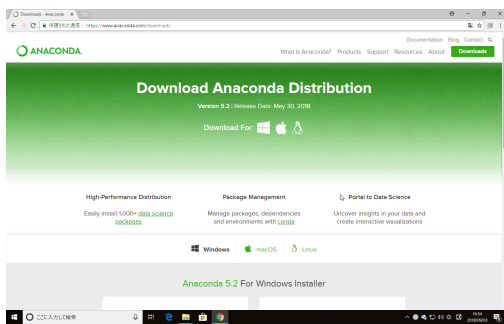 Downloads - Anaconda
保護された通信 | https://www.anaconda.com/download/
Documentation Blog Contact
ANACONDA.
What is Anaconda? Products Support Resources About Downloads
Download Anaconda Distribution
Version 5.2 | Release Date: May 30, 2018
Download For:
High-Performance Distribution
Easily install 1,000+ data science
packages
Package Management
Manage packages, dependencies
and environments with conda
Portal to Data Science
Uncover insights in your data and
create interactive visualizations
Windows macOS Linux
Anaconda 5.2 For Windows Installer
ここに入力して検索